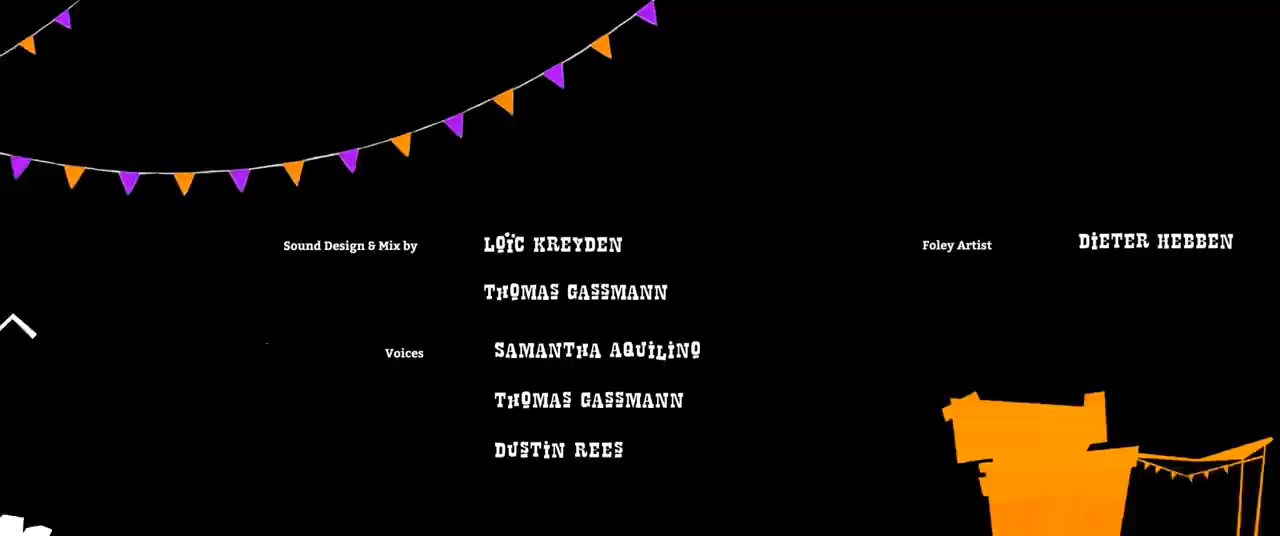 Sound Design & Mix by LOÏC KREYDEN
THOMAS GASSMANN
Foley Artist DIETER HEBBEN
Voices SAMANTHA AQUILINO
THOMAS GASSMANN
DUSTIN REES